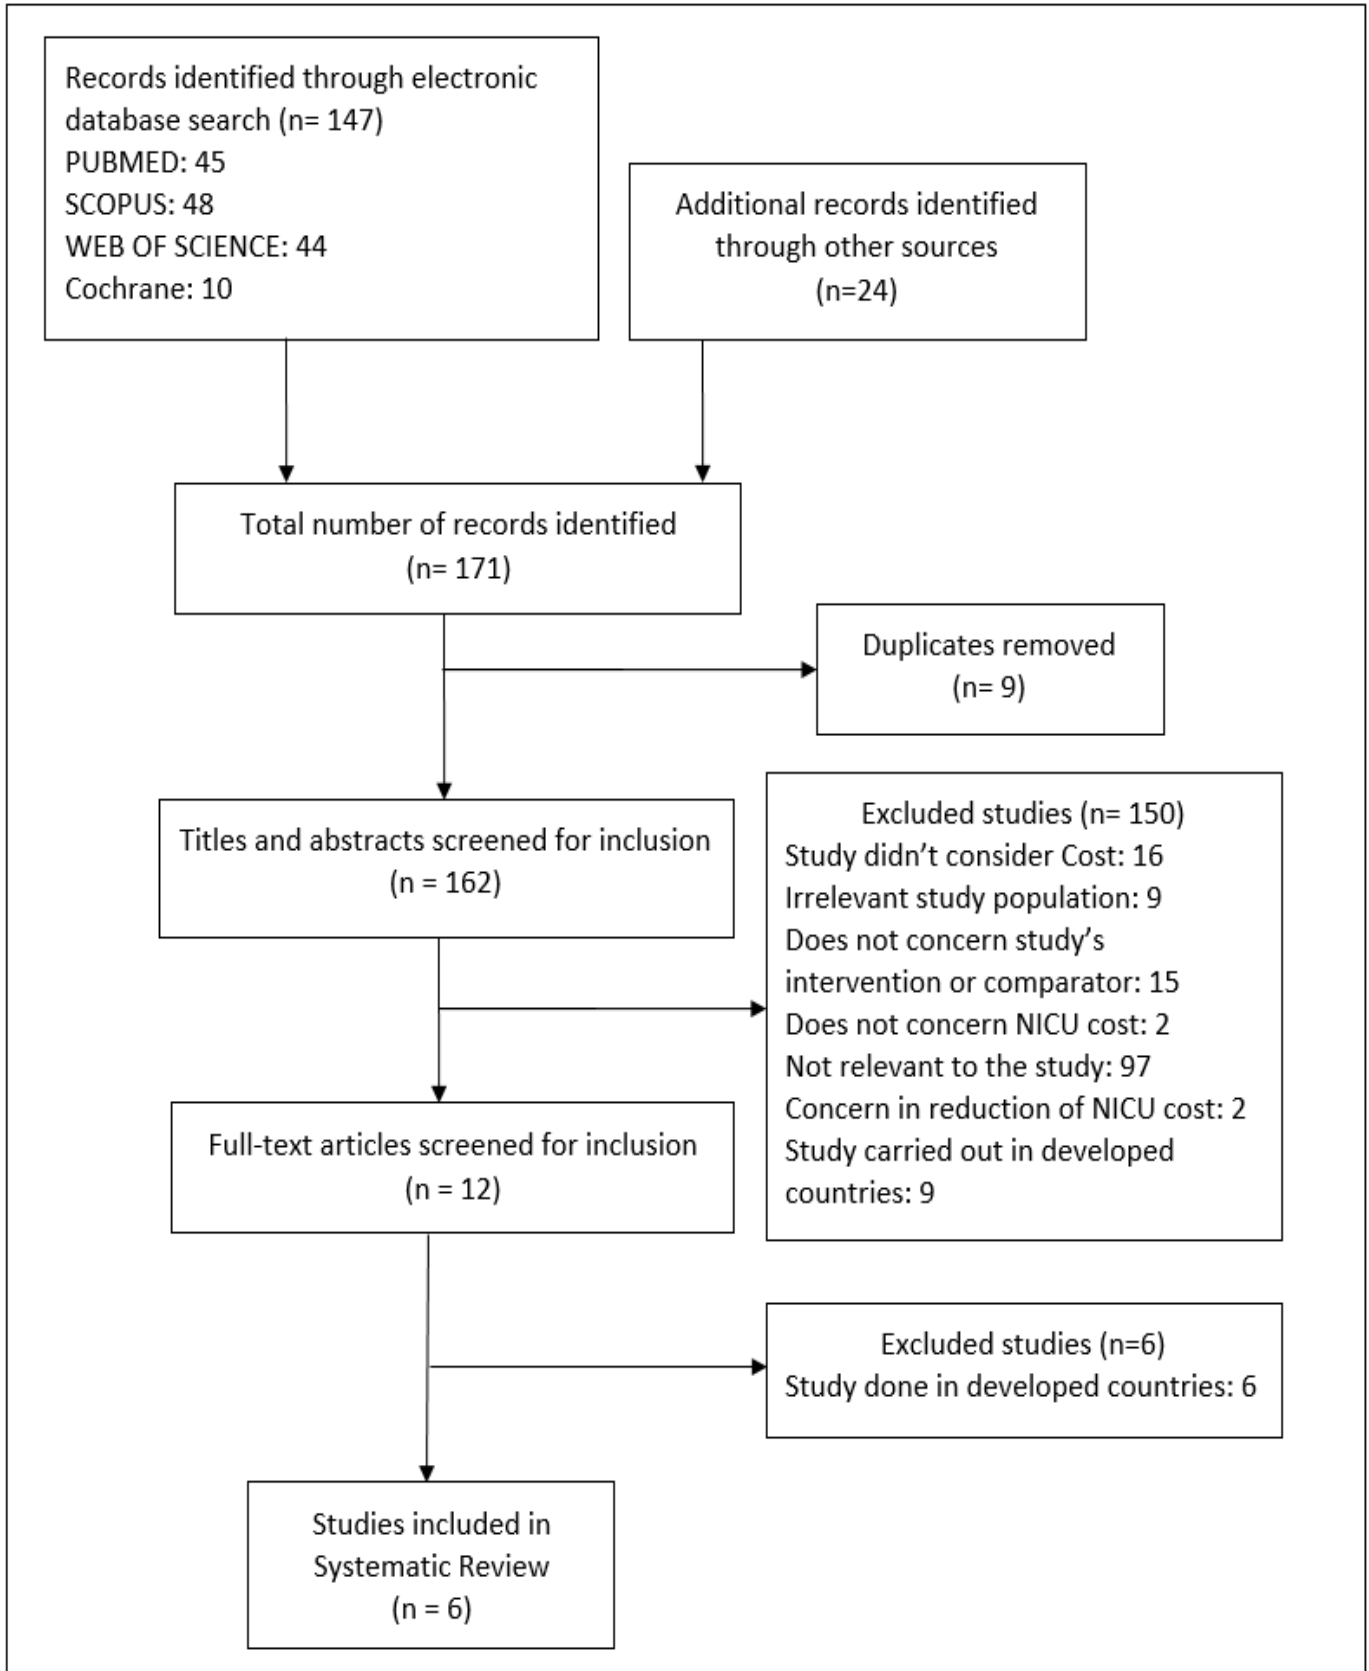 Records identified through electronic
database search (n= 147)
PUBMED: 45
SCOPUS: 48
WEB OF SCIENCE: 44
Cochrane: 10
Additional records identified
through other sources
(n=24)
Total number of records identified
(n= 171)
Duplicates removed
(n= 9)
Titles and abstracts screened for inclusion
(n = 162)
Excluded studies (n= 150)
Study didn’t consider Cost: 16
Irrelevant study population: 9
Does not concern study’s
intervention or comparator: 15
Does not concern NICU cost: 2
Not relevant to the study: 97
Concern in reduction of NICU cost: 2
Study carried out in developed
countries: 9
Full-text articles screened for inclusion
(n = 12)
Excluded studies (n=6)
Study done in developed countries: 6
Studies included in
Systematic Review
(n = 6)